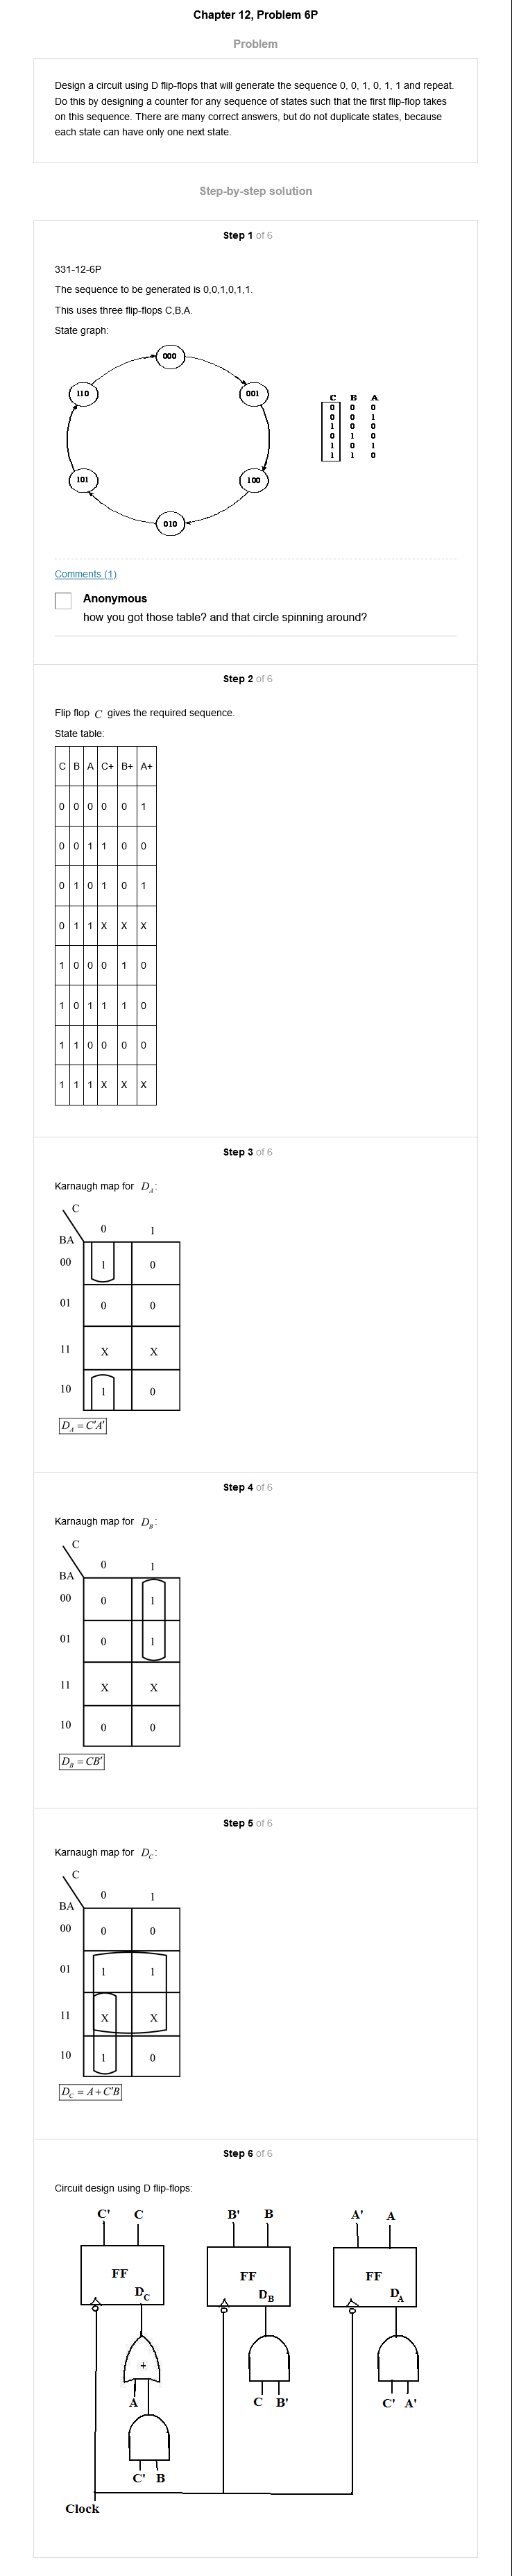 Chapter 12, Problem 6P
Problem
Design a circuit using D flip-flops that will generate the sequence 0, 0, 1, 0, 1, 1 and repeat.
Do this by designing a counter for any sequence of states such that the first flip-flop takes
on this sequence. There are many correct answers, but do not duplicate states, because
each state can have only one next state.
Step-by-step solution
Step 1 of 6
331-12-6P
The sequence to be generated is 0,0,1,0,1,1.
This uses three flip-flops C,B,A.
State graph:
000
110
001
101
100
010
C B A
0 0 0
0 0 1
1 0 0
0 1 0
1 0 1
1 1 0
Comments (1)
Anonymous
how you got those table? and that circle spinning around?
Step 2 of 6
Flip flop C gives the required sequence.
State table:
C B A C+ B+ A+
0 0 0 0 0 1
0 0 1 1 0 0
0 1 0 1 0 1
0 1 1 X X X
1 0 0 0 1 0
1 0 1 1 1 0
1 1 0 0 0 0
1 1 1 X X X
Step 3 of 6
Karnaugh map for D_A:
C
0 1
BA
00 1 0
01 0 0
11 X X
10 1 0
D_A = C'A'
Step 4 of 6
Karnaugh map for D_B:
C
0 1
BA
00 0 1
01 0 1
11 X X
10 0 0
D_B = CB'
Step 5 of 6
Karnaugh map for D_C:
C
0 1
BA
00 0 0
01 1 1
11 X X
10 1 0
D_C = A + C'B
Step 6 of 6
Circuit design using D flip-flops:
C' C B' B A' A
FF FF FF
D_C D_B D_A
+
A C B' C' A'
C' B
Clock